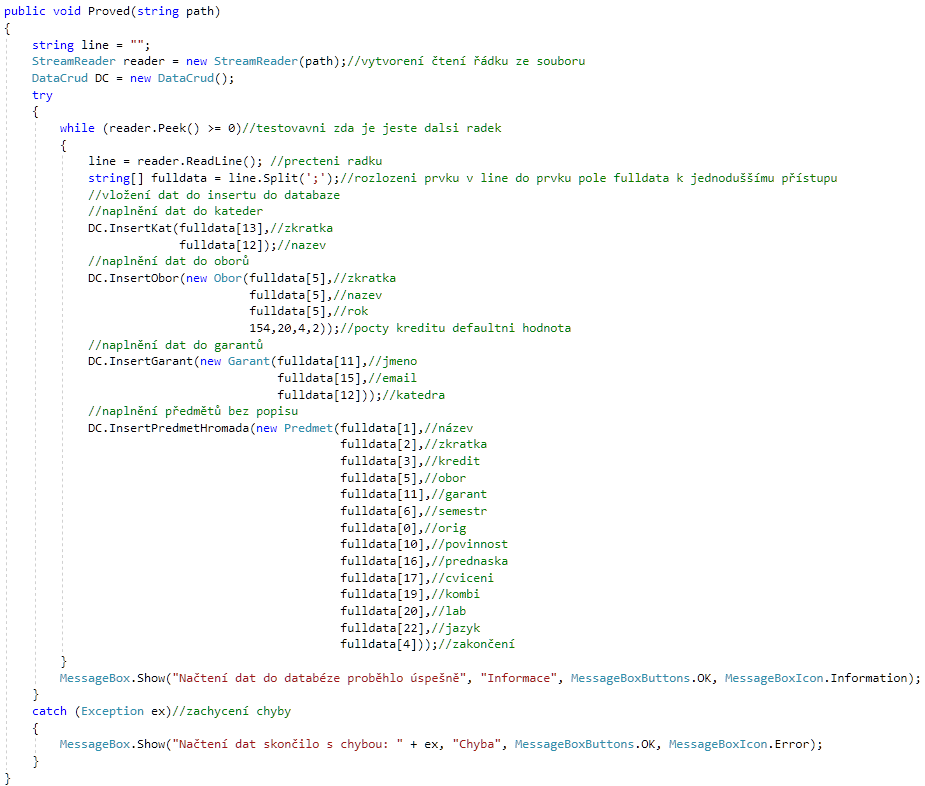 public void Proved(string path)
{
string line = "";
StreamReader reader = new StreamReader(path);//vytvorení čtení řádku ze souboru
DataCrud DC = new DataCrud();
try
{
while (reader.Peek() >= 0)//testovavni zda je jeste dalsi radek
{
line = reader.ReadLine(); //precteni radku
string[] fulldata = line.Split(';');//rozlozeni prvku v line do prvku pole fulldata k jednoduššímu přístupu
//vložení dat do insertu do databaze
//naplnění dat do kateder
DC.InsertKat(fulldata[13],//zkratka
fulldata[12]);//nazev
//naplnění dat do oborů
DC.InsertObor(new Obor(fulldata[5],//zkratka
fulldata[5],//nazev
fulldata[5],//rok
154,20,4,2));//pocty kreditu defaultni hodnota
//naplnění dat do garantů
DC.InsertGarant(new Garant(fulldata[11],//jmeno
fulldata[15],//email
fulldata[12]));//katedra
//naplnění předmětů bez popisu
DC.InsertPredmetHromada(new Predmet(fulldata[1],//název
fulldata[2],//zkratka
fulldata[3],//kredit
fulldata[5],//obor
fulldata[11],//garant
fulldata[6],//semestr
fulldata[0],//orig
fulldata[10],//povinnost
fulldata[16],//prednaska
fulldata[17],//cviceni
fulldata[19],//kombi
fulldata[20],//lab
fulldata[22],//jazyk
fulldata[4]));//zakončení
}
MessageBox.Show("Načtení dat do databéze proběhlo úspešně", "Informace", MessageBoxButtons.OK, MessageBoxIcon.Information);
}
catch (Exception ex)//zachycení chyby
{
MessageBox.Show("Načtení dat skončilo s chybou: " + ex, "Chyba", MessageBoxButtons.OK, MessageBoxIcon.Error);
}
}